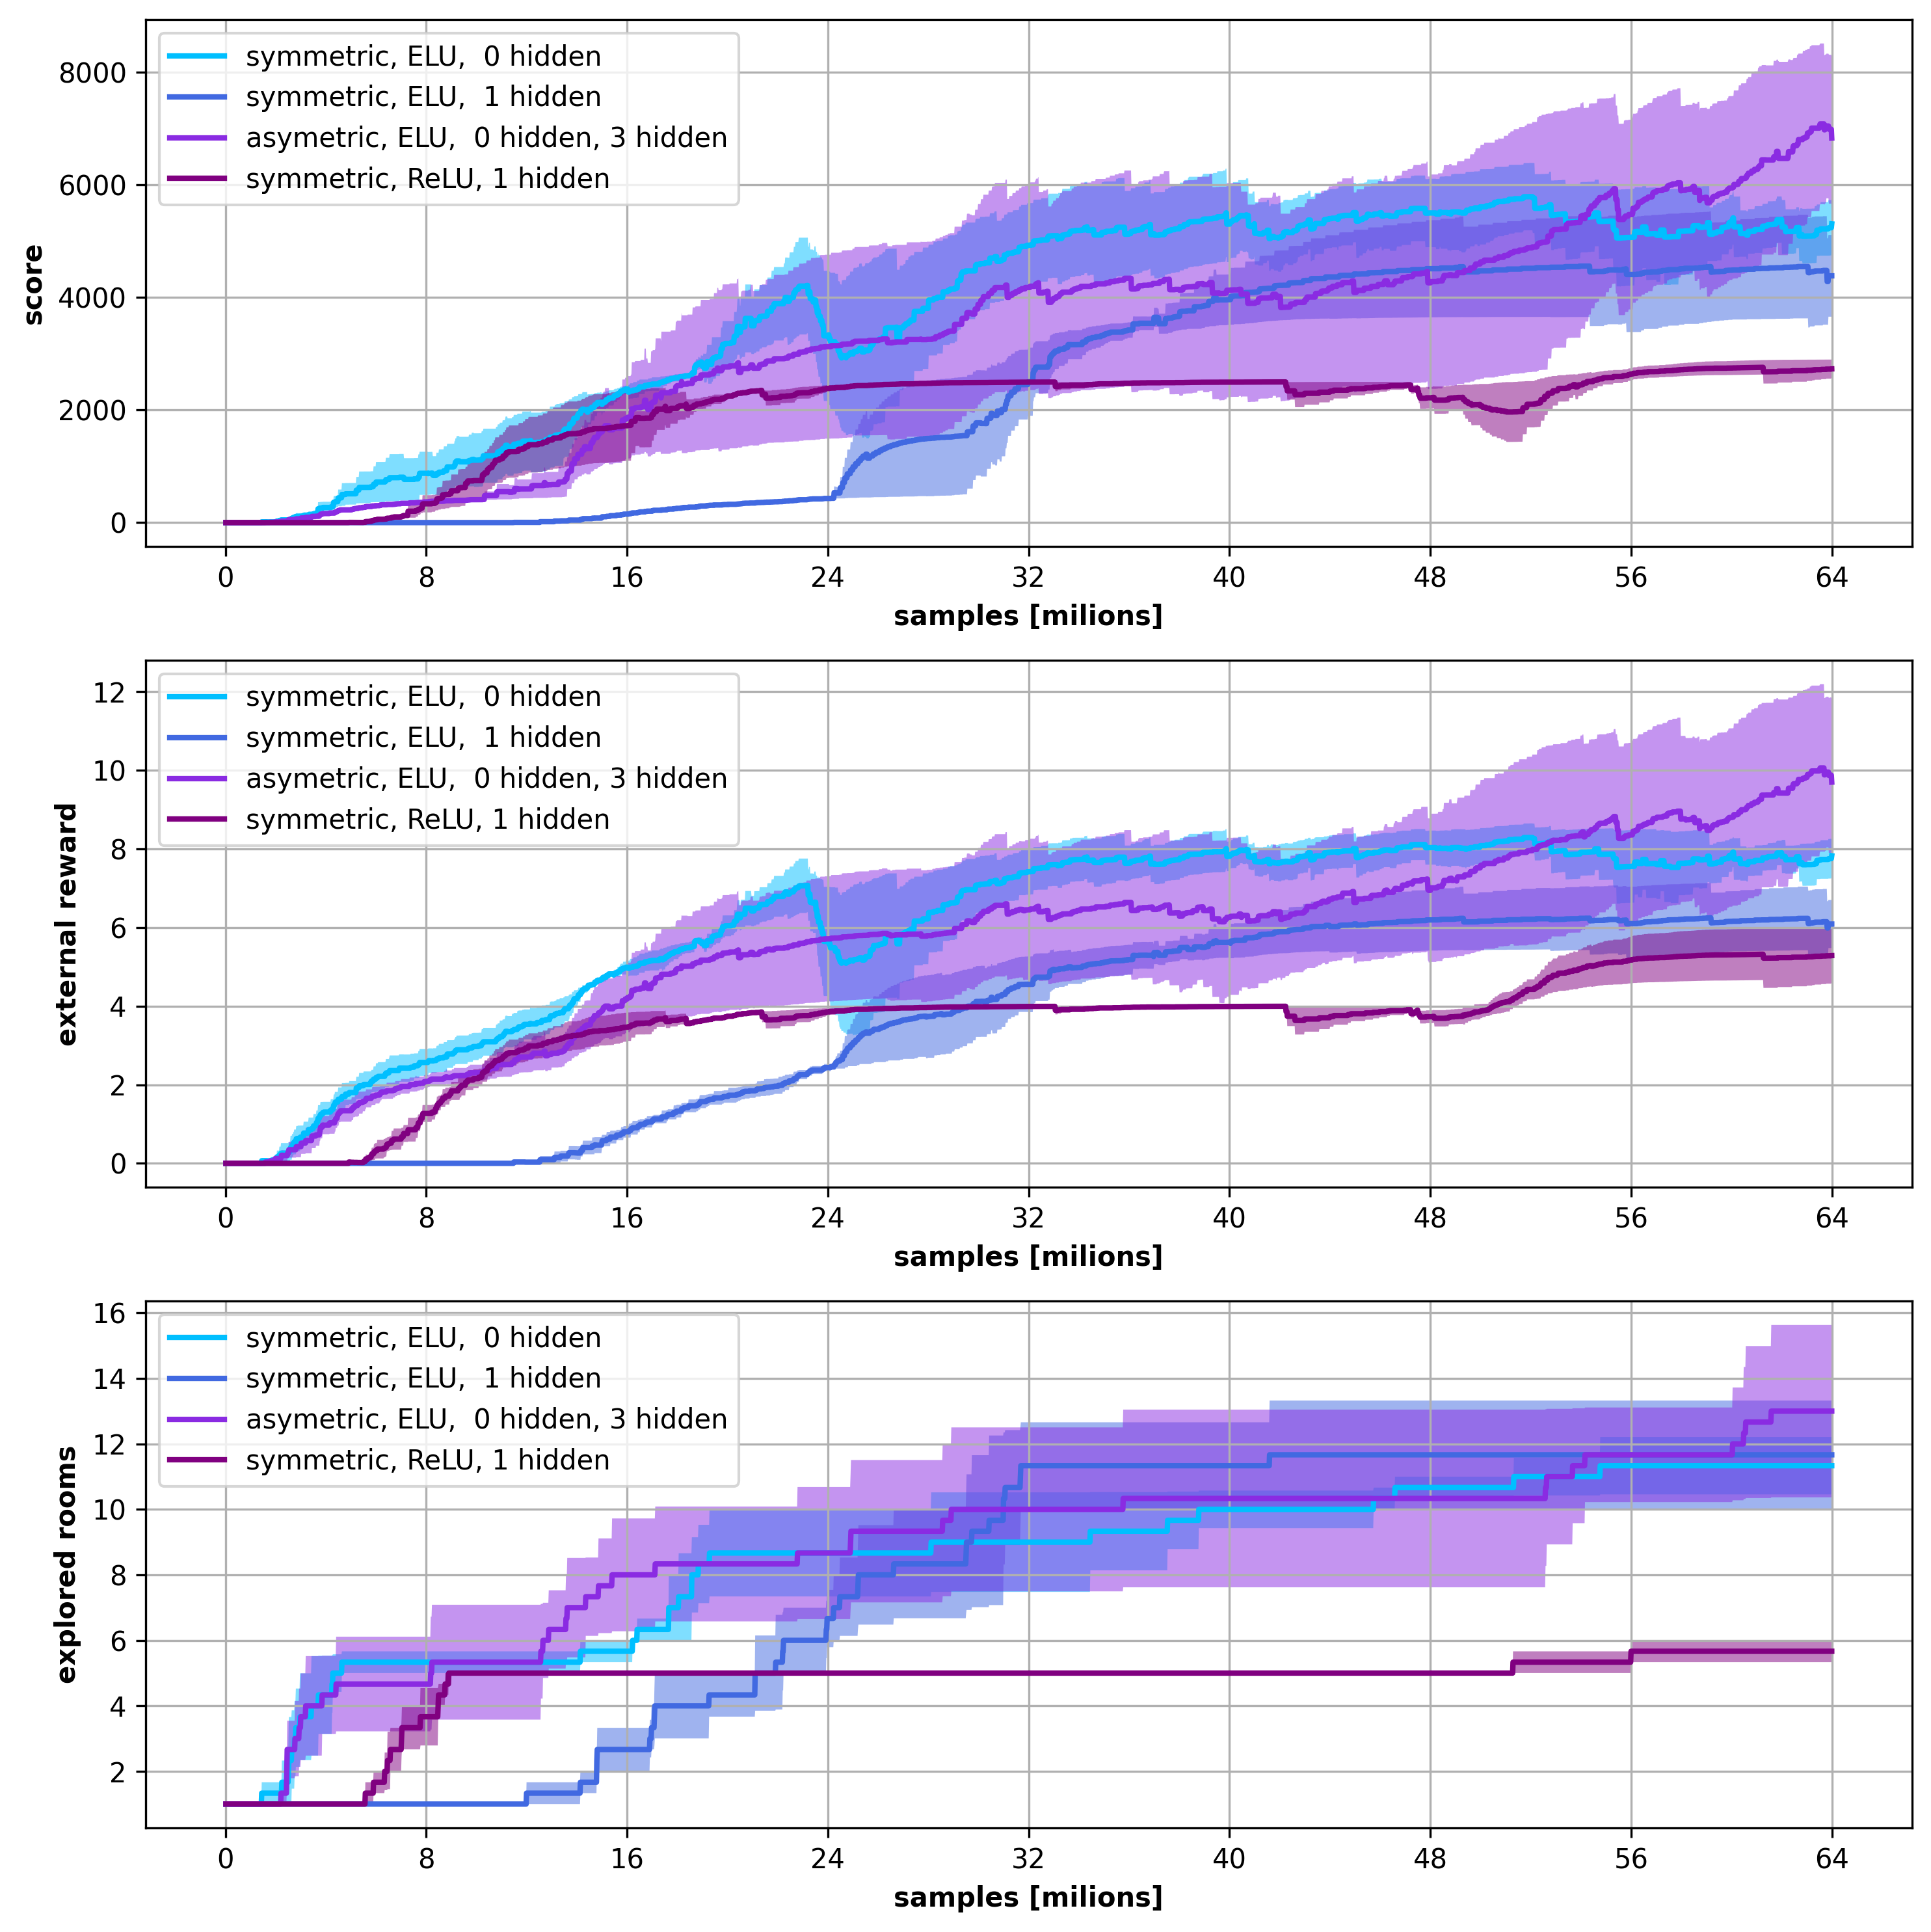 symmetric, ELU,  0 hidden
symmetric, ELU,  1 hidden
asymetric, ELU,  0 hidden, 3 hidden
symmetric, ReLU, 1 hidden
score
8000
6000
4000
2000
0
0 8 16 24 32 40 48 56 64
samples [milions]
symmetric, ELU,  0 hidden
symmetric, ELU,  1 hidden
asymetric, ELU,  0 hidden, 3 hidden
symmetric, ReLU, 1 hidden
external reward
12
10
8
6
4
2
0
0 8 16 24 32 40 48 56 64
samples [milions]
symmetric, ELU,  0 hidden
symmetric, ELU,  1 hidden
asymetric, ELU,  0 hidden, 3 hidden
symmetric, ReLU, 1 hidden
explored rooms
16
14
12
10
8
6
4
2
0 8 16 24 32 40 48 56 64
samples [milions]